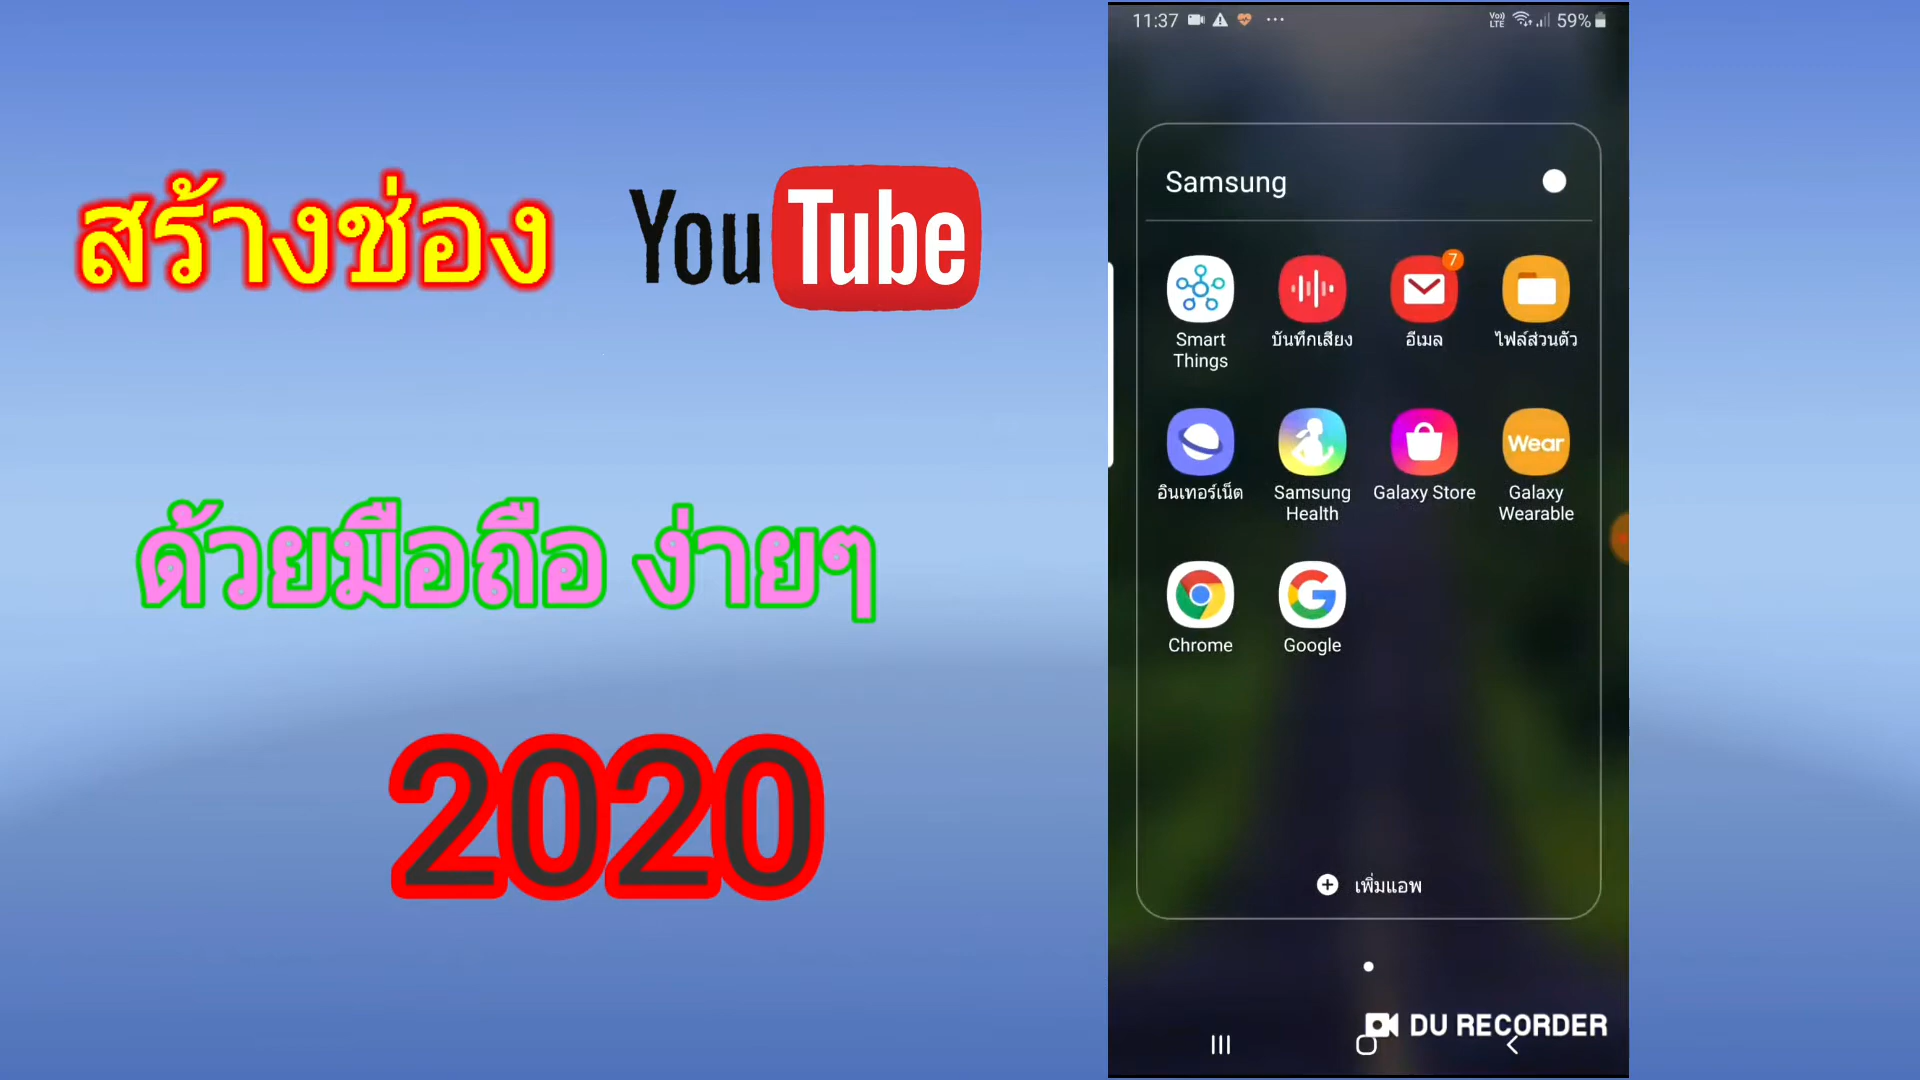 สร้างช่อง YouTube
ด้วยมือถือ ง่ายๆ
2020
11:37 Vo)) LTE 59%
Samsung
7
Smart Things
บันทึกเสียง
อีเมล
ไฟล์ส่วนตัว
Wear
อินเทอร์เน็ต
Samsung Health
Galaxy Store
Galaxy Wearable
Chrome
Google
เพิ่มแอพ
DU RECORDER